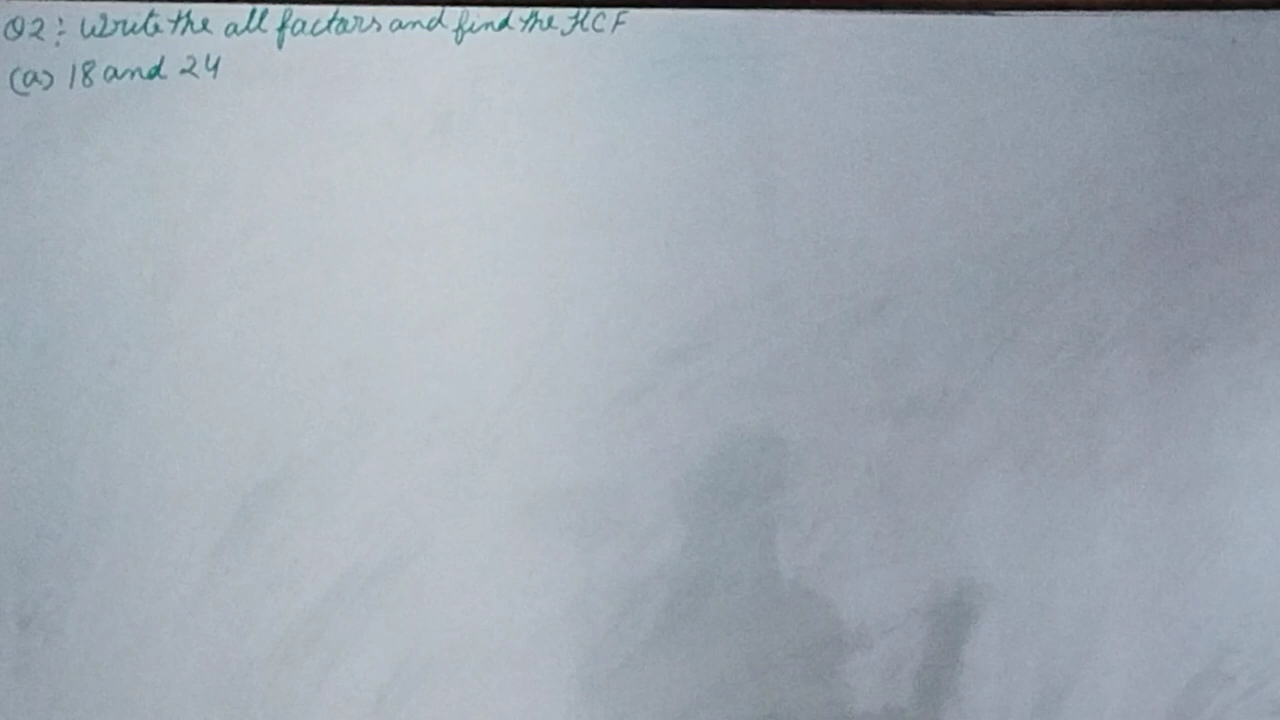 Q2: Write the all factors and find the HCF
(a) 18 and 24